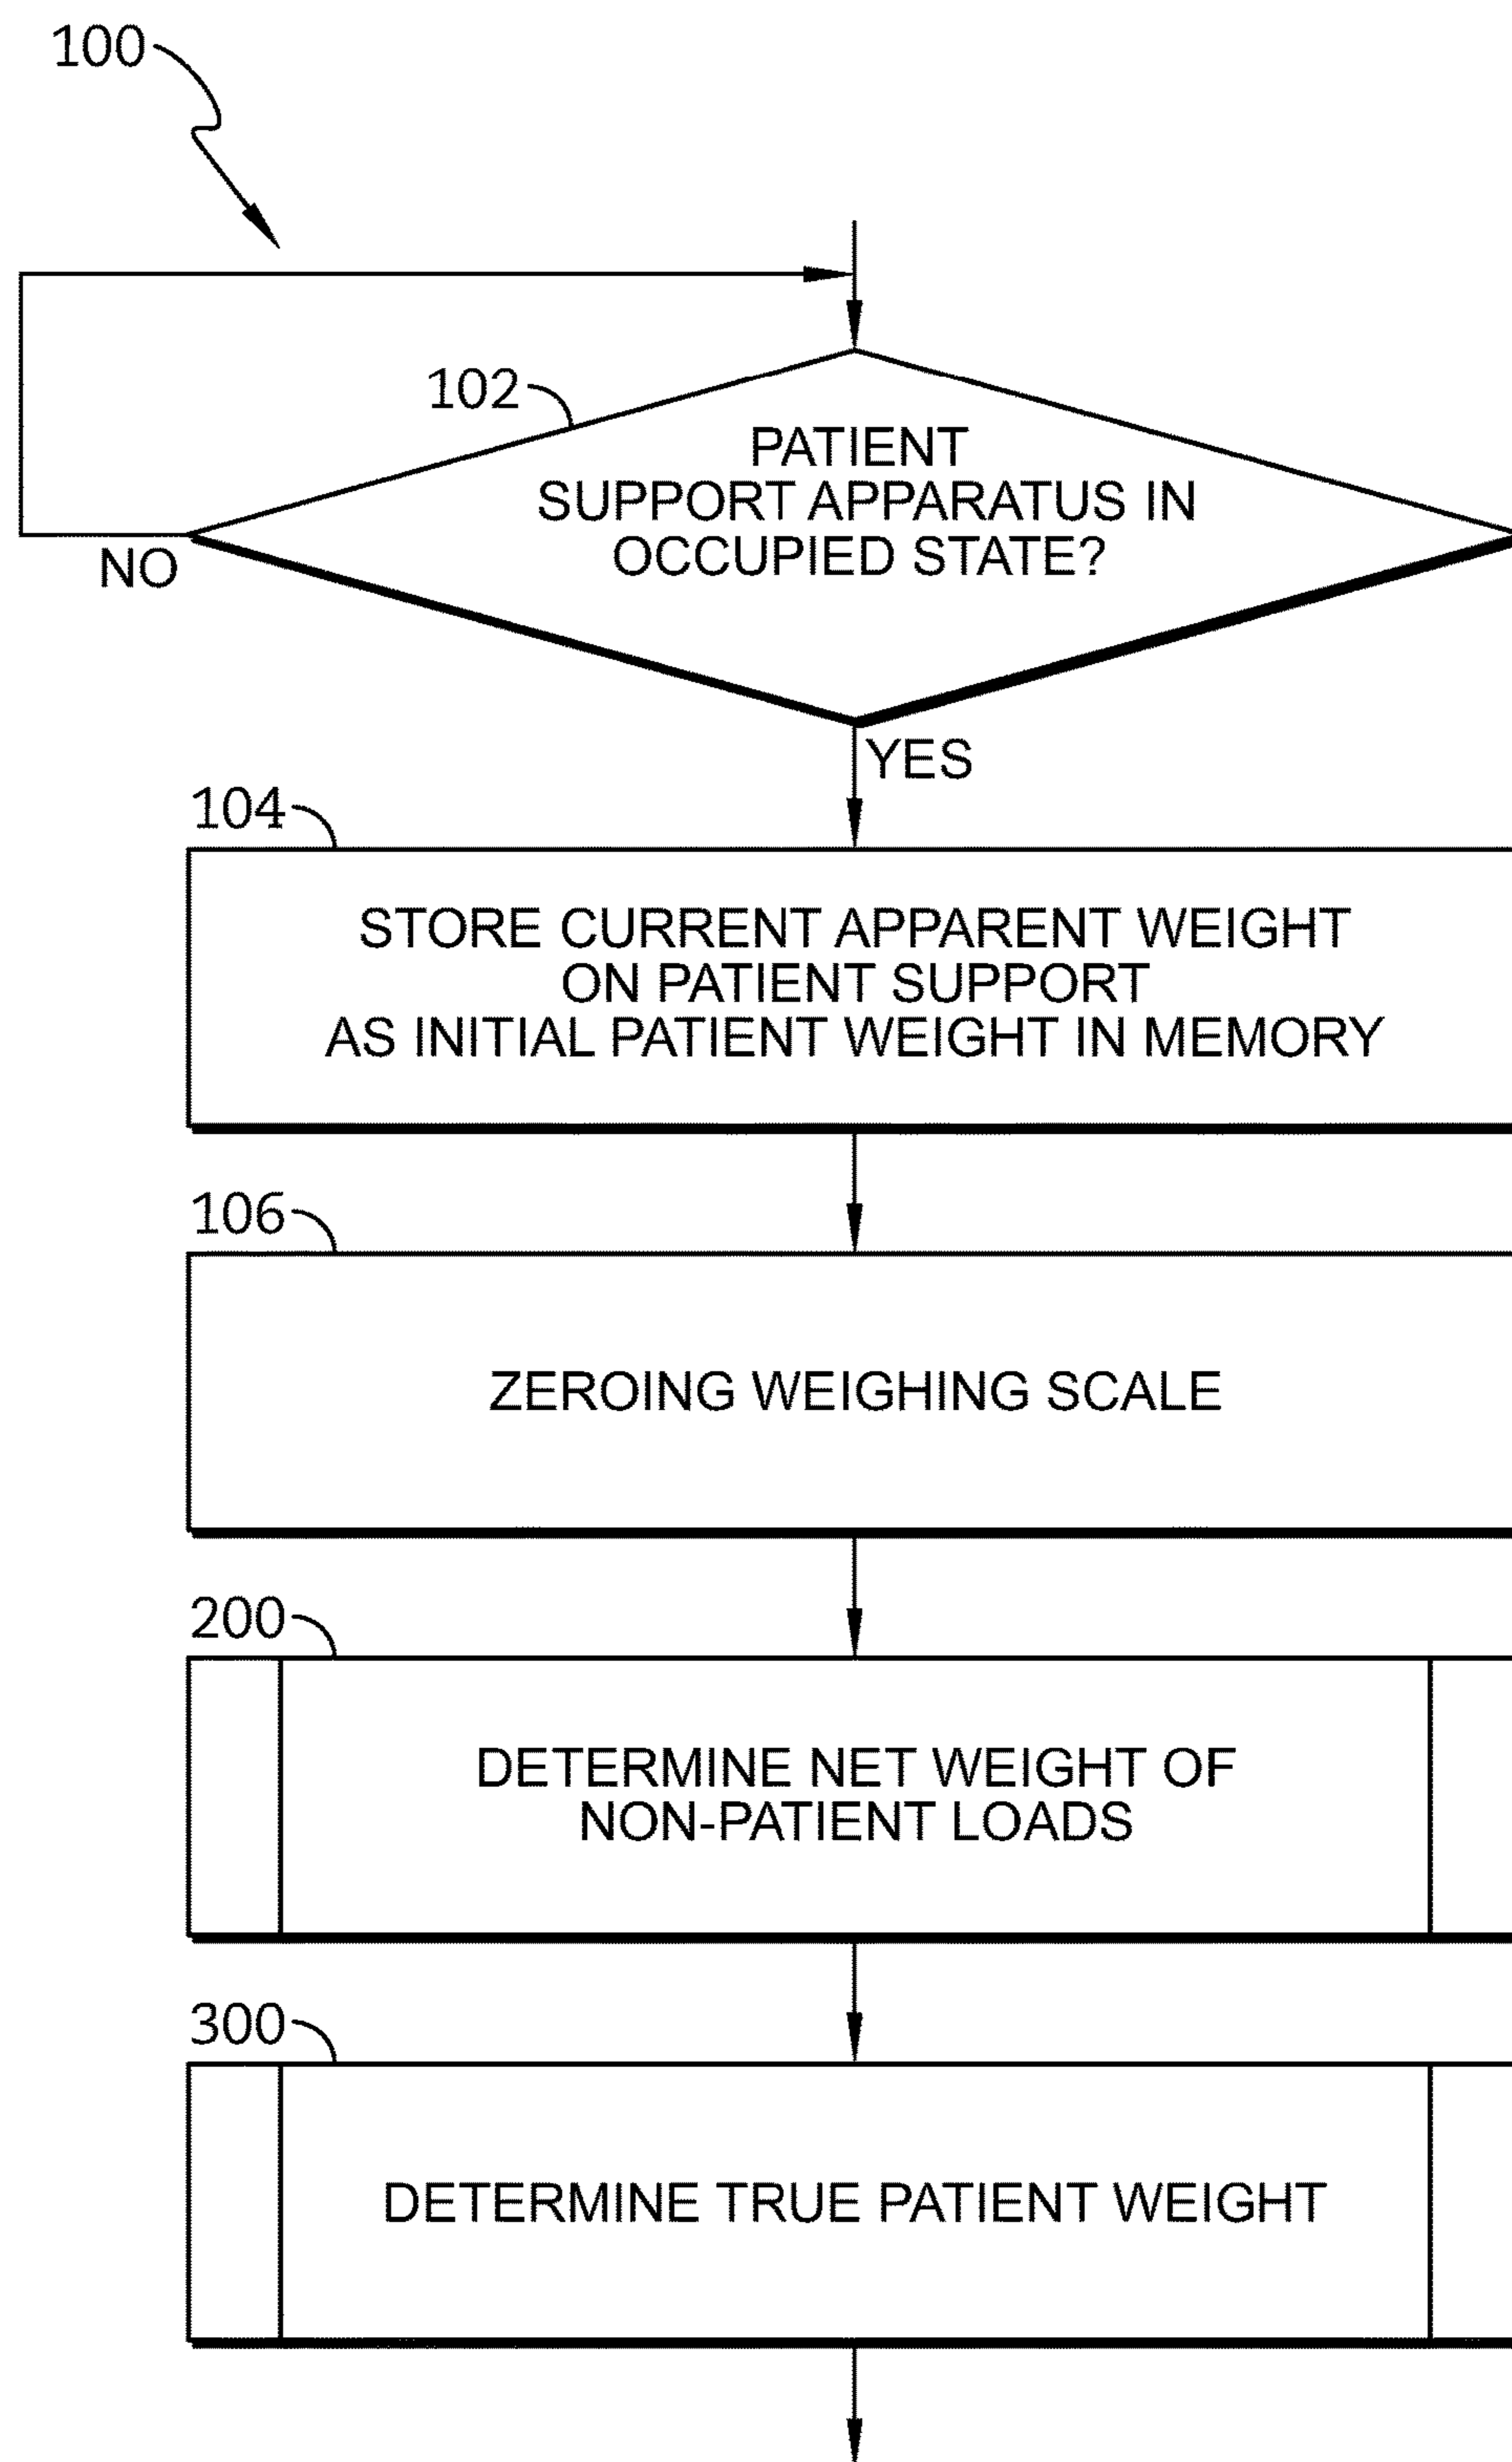 100
102
PATIENT
SUPPORT APPARATUS IN
OCCUPIED STATE?
NO
YES
104
STORE CURRENT APPARENT WEIGHT
ON PATIENT SUPPORT
AS INITIAL PATIENT WEIGHT IN MEMORY
106
ZEROING WEIGHING SCALE
200
DETERMINE NET WEIGHT OF
NON-PATIENT LOADS
300
DETERMINE TRUE PATIENT WEIGHT